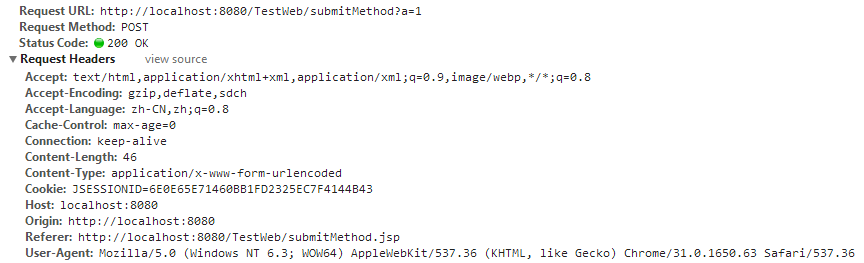 Request URL: http://localhost:8080/TestWeb/submitMethod?a=1
Request Method: POST
Status Code: 200 OK
Request Headers view source
Accept: text/html,application/xhtml+xml,application/xml;q=0.9,image/webp,*/*;q=0.8
Accept-Encoding: gzip,deflate,sdch
Accept-Language: zh-CN,zh;q=0.8
Cache-Control: max-age=0
Connection: keep-alive
Content-Length: 46
Content-Type: application/x-www-form-urlencoded
Cookie: JSESSIONID=6E0E65E71460BB1FD2325EC7F4144B43
Host: localhost:8080
Origin: http://localhost:8080
Referer: http://localhost:8080/TestWeb/submitMethod.jsp
User-Agent: Mozilla/5.0 (Windows NT 6.3; WOW64) AppleWebKit/537.36 (KHTML, like Gecko) Chrome/31.0.1650.63 Safari/537.36